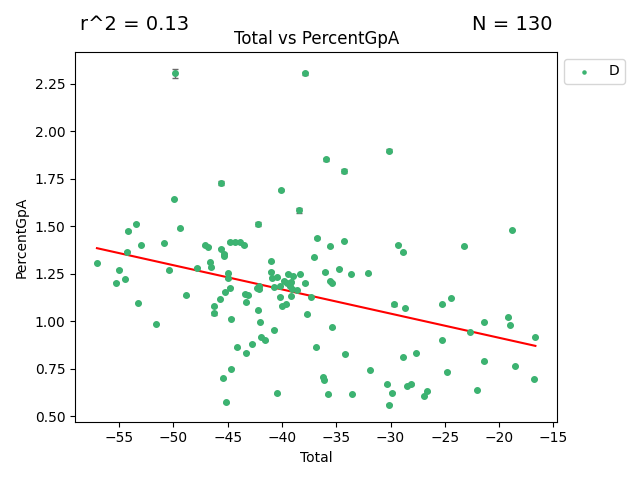 r^2 = 0.13
N = 130
Total vs PercentGpA
D
PercentGpA
2.25
2.00
1.75
1.50
1.25
1.00
0.75
0.50
−55 −50 −45 −40 −35 −30 −25 −20 −15
Total